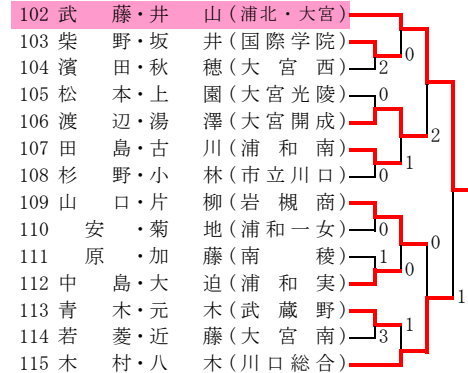 102 武 藤・井 山 (浦北・大宮)
103 柴 野・坂 井 (国際学院)
0
104 濱 田・秋 穂 (大宮西)
2
105 松 本・上 園 (大宮光陵)
0
106 渡 辺・湯 澤 (大宮開成)
2
107 田 島・古 川 (浦和南)
1
108 杉 野・小 林 (市立川口)
0
109 山 口・片 柳 (岩槻商)
110 安 ・菊 地 (浦和一女)
0
0
111 原 ・加 藤 (南稜)
1
0
112 中 島・大 迫 (浦和実)
1
113 青 木・元 木 (武蔵野)
1
114 若 菱・近 藤 (大宮南)
3
115 木 村・八 木 (川口総合)